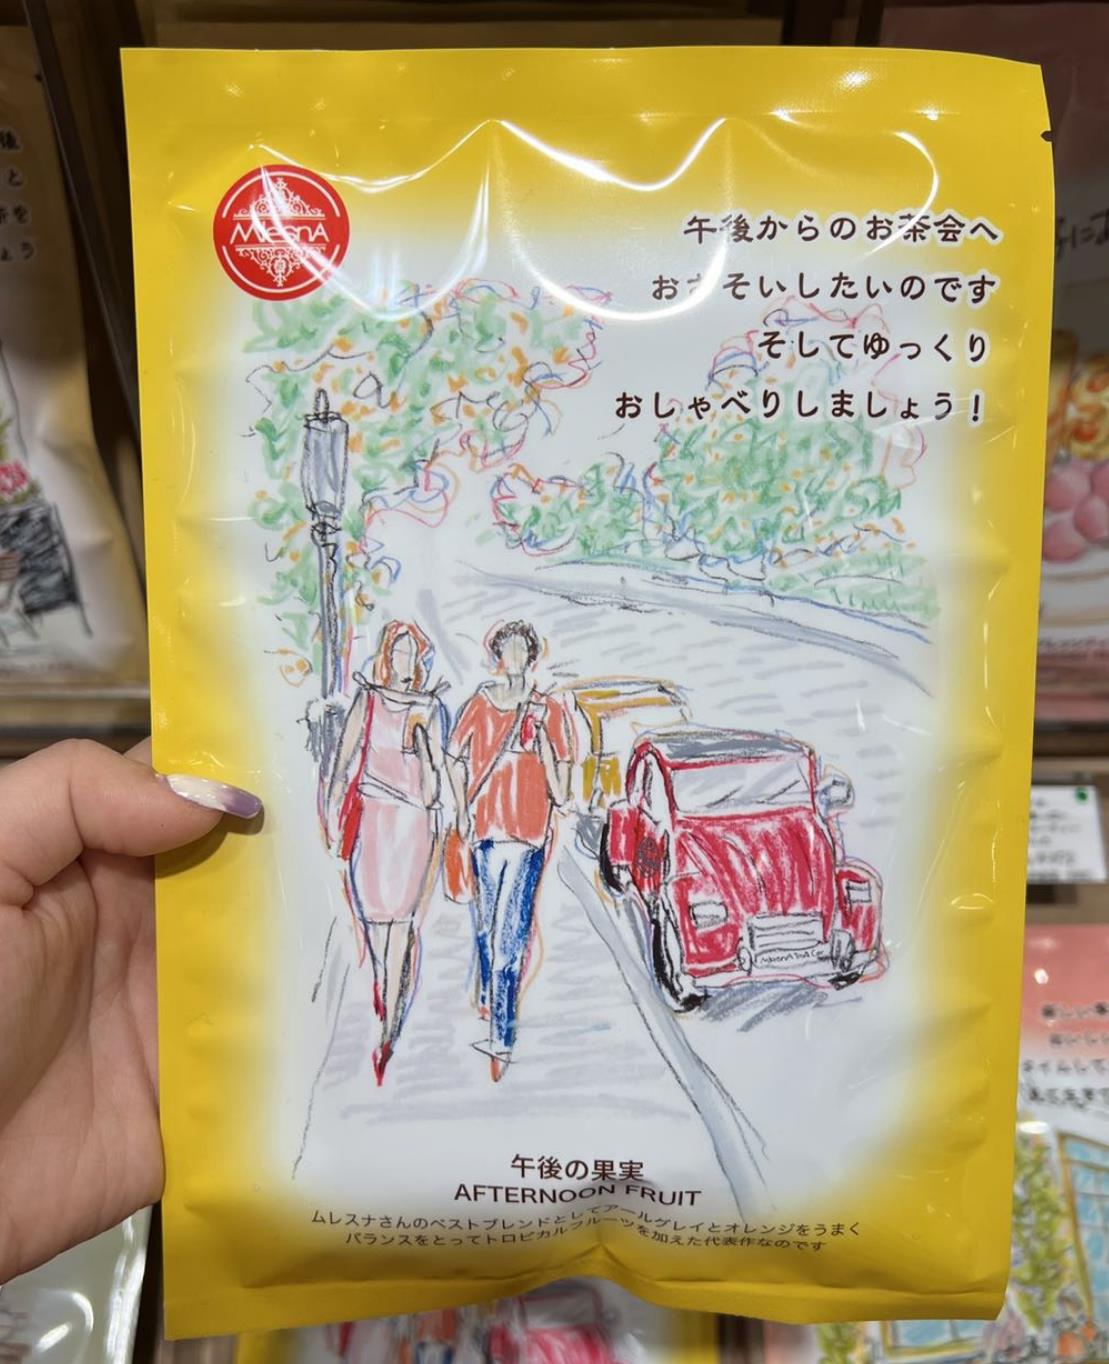 MlesnA
午後からのお茶会へ
おさそいしたいのです
そしてゆっくり
おしゃべりしましょう！
MlesnA TeA Car
午後の果実
AFTERNOON FRUIT
ムレスナさんのベストブレンドとしてアールグレイとオレンジをうまく
バランスをとってトロピカルフルーツを加えた代表作なのです